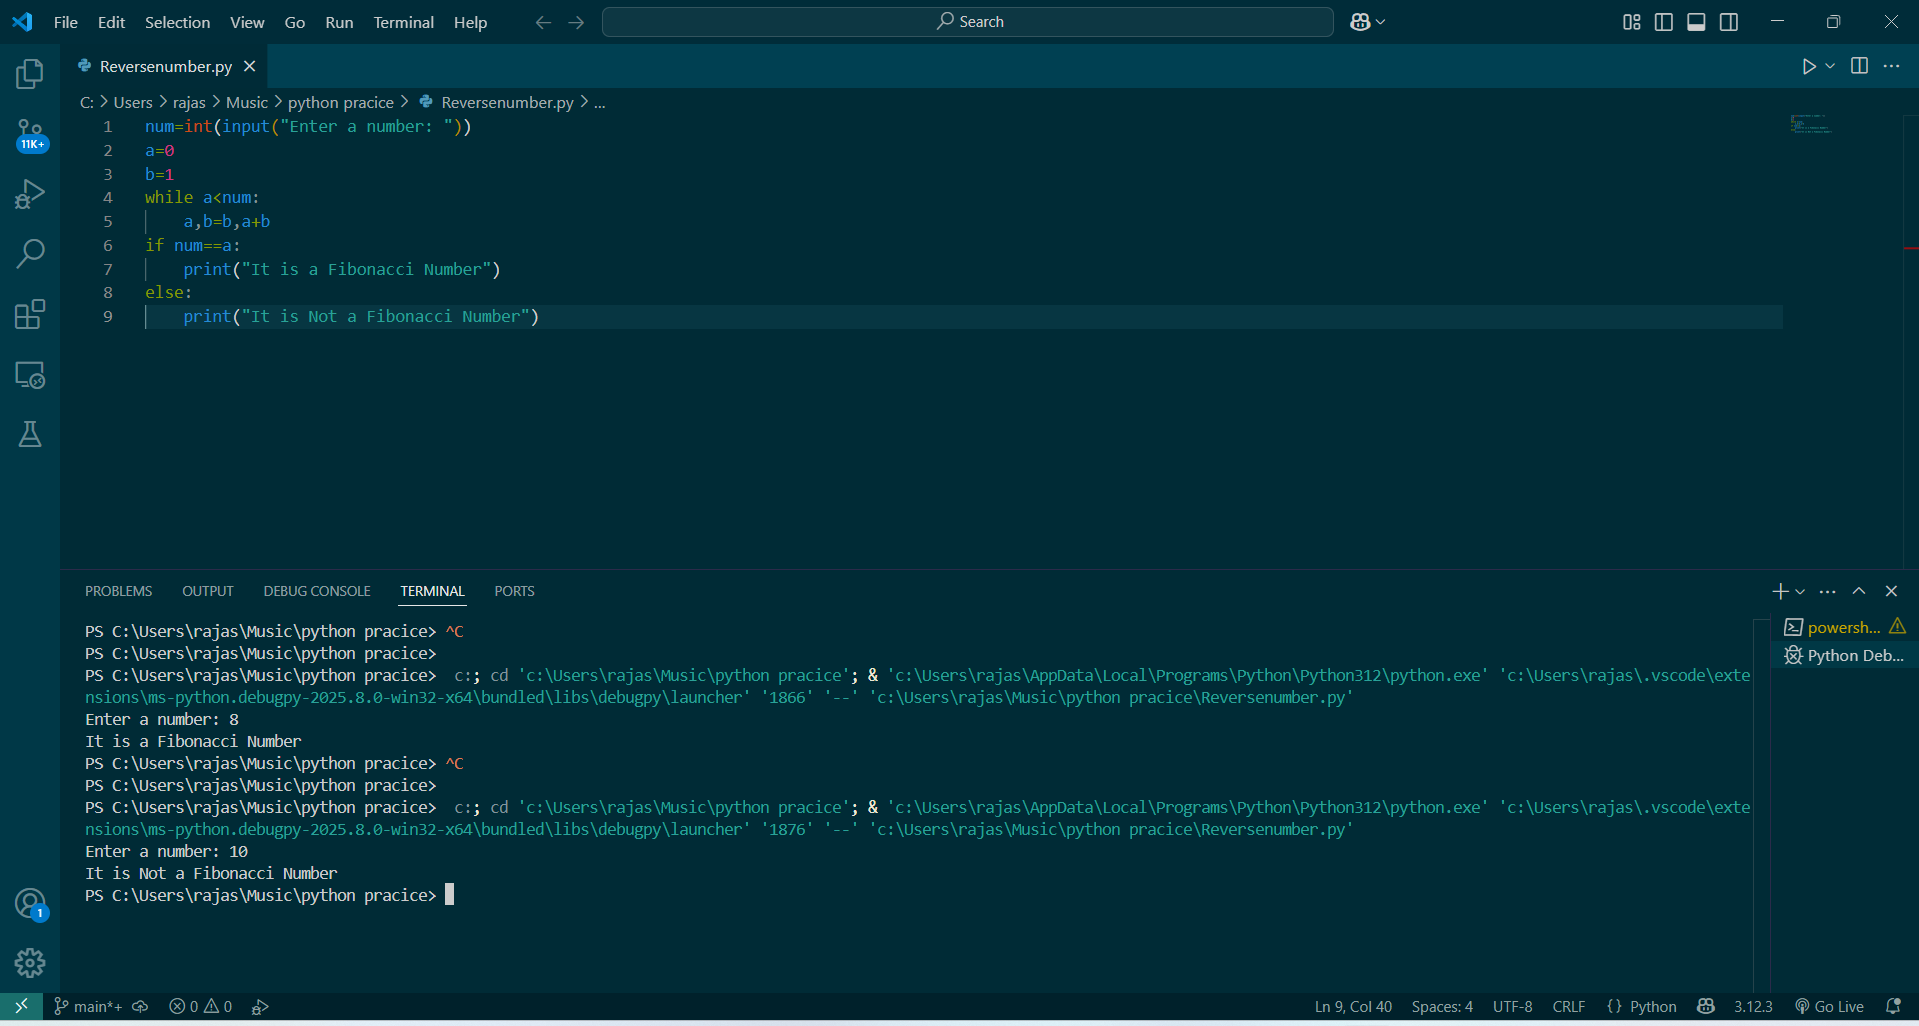 File Edit Selection View Go Run Terminal Help
Search
11K+
Reversenumber.py
C: > Users > rajas > Music > python pracice > Reversenumber.py > ...
1 num=int(input("Enter a number: "))
2 a=0
3 b=1
4 while a<num:
5     a,b=b,a+b
6 if num==a:
7     print("It is a Fibonacci Number")
8 else:
9     print("It is Not a Fibonacci Number")
PROBLEMS OUTPUT DEBUG CONSOLE TERMINAL PORTS
powersh...
Python Deb...
PS C:\Users\rajas\Music\python pracice> ^C
PS C:\Users\rajas\Music\python pracice>
PS C:\Users\rajas\Music\python pracice>  c:; cd 'c:\Users\rajas\Music\python pracice'; & 'c:\Users\rajas\AppData\Local\Programs\Python\Python312\python.exe' 'c:\Users\rajas\.vscode\exte
nsions\ms-python.debugpy-2025.8.0-win32-x64\bundled\libs\debugpy\launcher' '1866' '--' 'c:\Users\rajas\Music\python pracice\Reversenumber.py'
Enter a number: 8
It is a Fibonacci Number
PS C:\Users\rajas\Music\python pracice> ^C
PS C:\Users\rajas\Music\python pracice>
PS C:\Users\rajas\Music\python pracice>  c:; cd 'c:\Users\rajas\Music\python pracice'; & 'c:\Users\rajas\AppData\Local\Programs\Python\Python312\python.exe' 'c:\Users\rajas\.vscode\exte
nsions\ms-python.debugpy-2025.8.0-win32-x64\bundled\libs\debugpy\launcher' '1876' '--' 'c:\Users\rajas\Music\python pracice\Reversenumber.py'
Enter a number: 10
It is Not a Fibonacci Number
PS C:\Users\rajas\Music\python pracice>
1
main*+ 0 0 Ln 9, Col 40 Spaces: 4 UTF-8 CRLF {} Python 3.12.3 Go Live